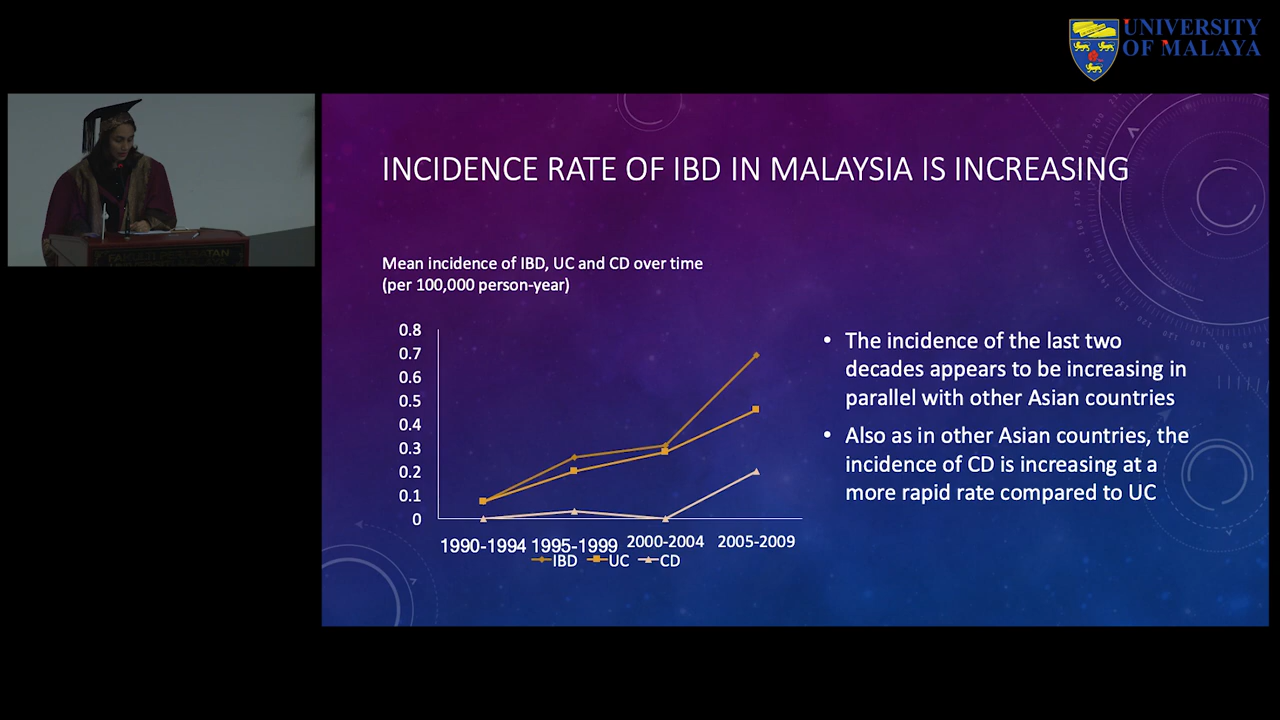 UNIVERSITY
OF MALAYA
INCIDENCE RATE OF IBD IN MALAYSIA IS INCREASING
Mean incidence of IBD, UC and CD over time
(per 100,000 person-year)
0.8
0.7
0.6
0.5
0.4
0.3
0.2
0.1
0
1990-1994 1995-1999 2000-2004 2005-2009
IBD UC CD
• The incidence of the last two
decades appears to be increasing in
parallel with other Asian countries
• Also as in other Asian countries, the
incidence of CD is increasing at a
more rapid rate compared to UC